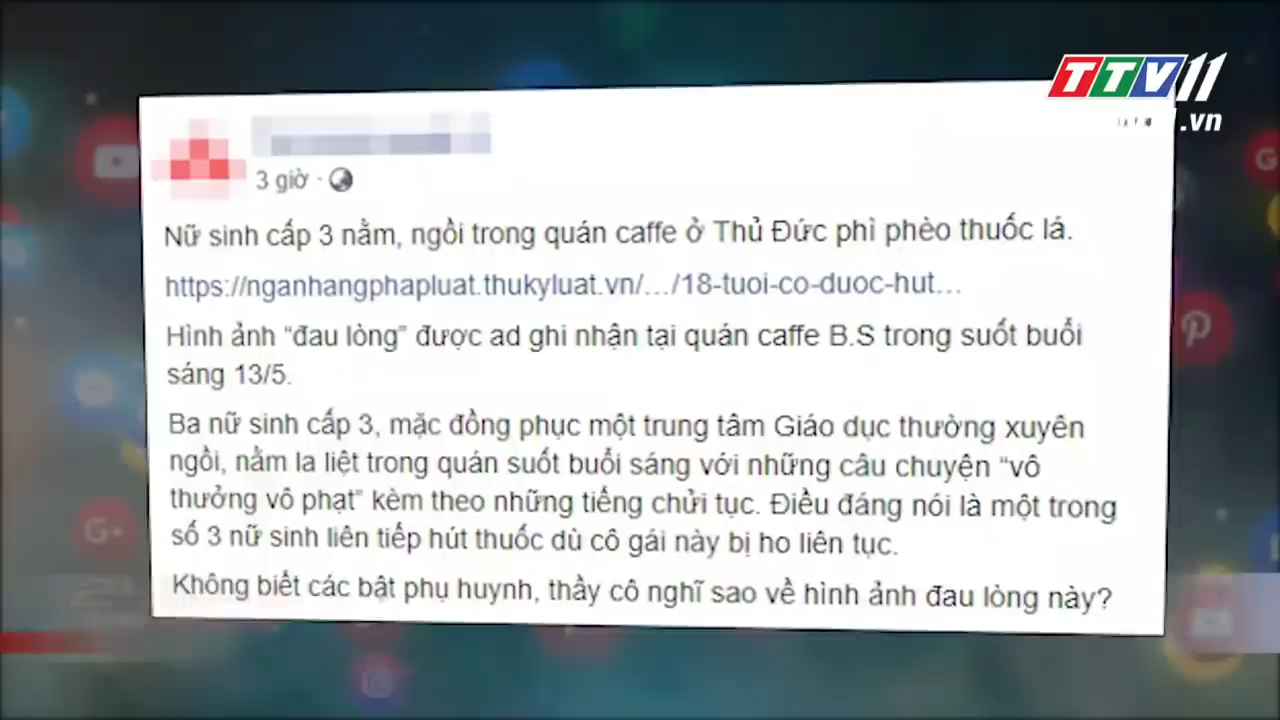 TTV11
.vn
3 giờ ·
Nữ sinh cấp 3 nằm, ngồi trong quán caffe ở Thủ Đức phì phèo thuốc lá.
https://nganhangphapluat.thukyluat.vn/…/18-tuoi-co-duoc-hut…
Hình ảnh “đau lòng” được ad ghi nhận tại quán caffe B.S trong suốt buổi
sáng 13/5.
Ba nữ sinh cấp 3, mặc đồng phục một trung tâm Giáo dục thường xuyên
ngồi, nằm la liệt trong quán suốt buổi sáng với những câu chuyện “vô
thưởng vô phạt” kèm theo những tiếng chửi tục. Điều đáng nói là một trong
số 3 nữ sinh liên tiếp hút thuốc dù cô gái này bị ho liên tục.
Không biết các bật phụ huynh, thầy cô nghĩ sao về hình ảnh đau lòng này?
G+